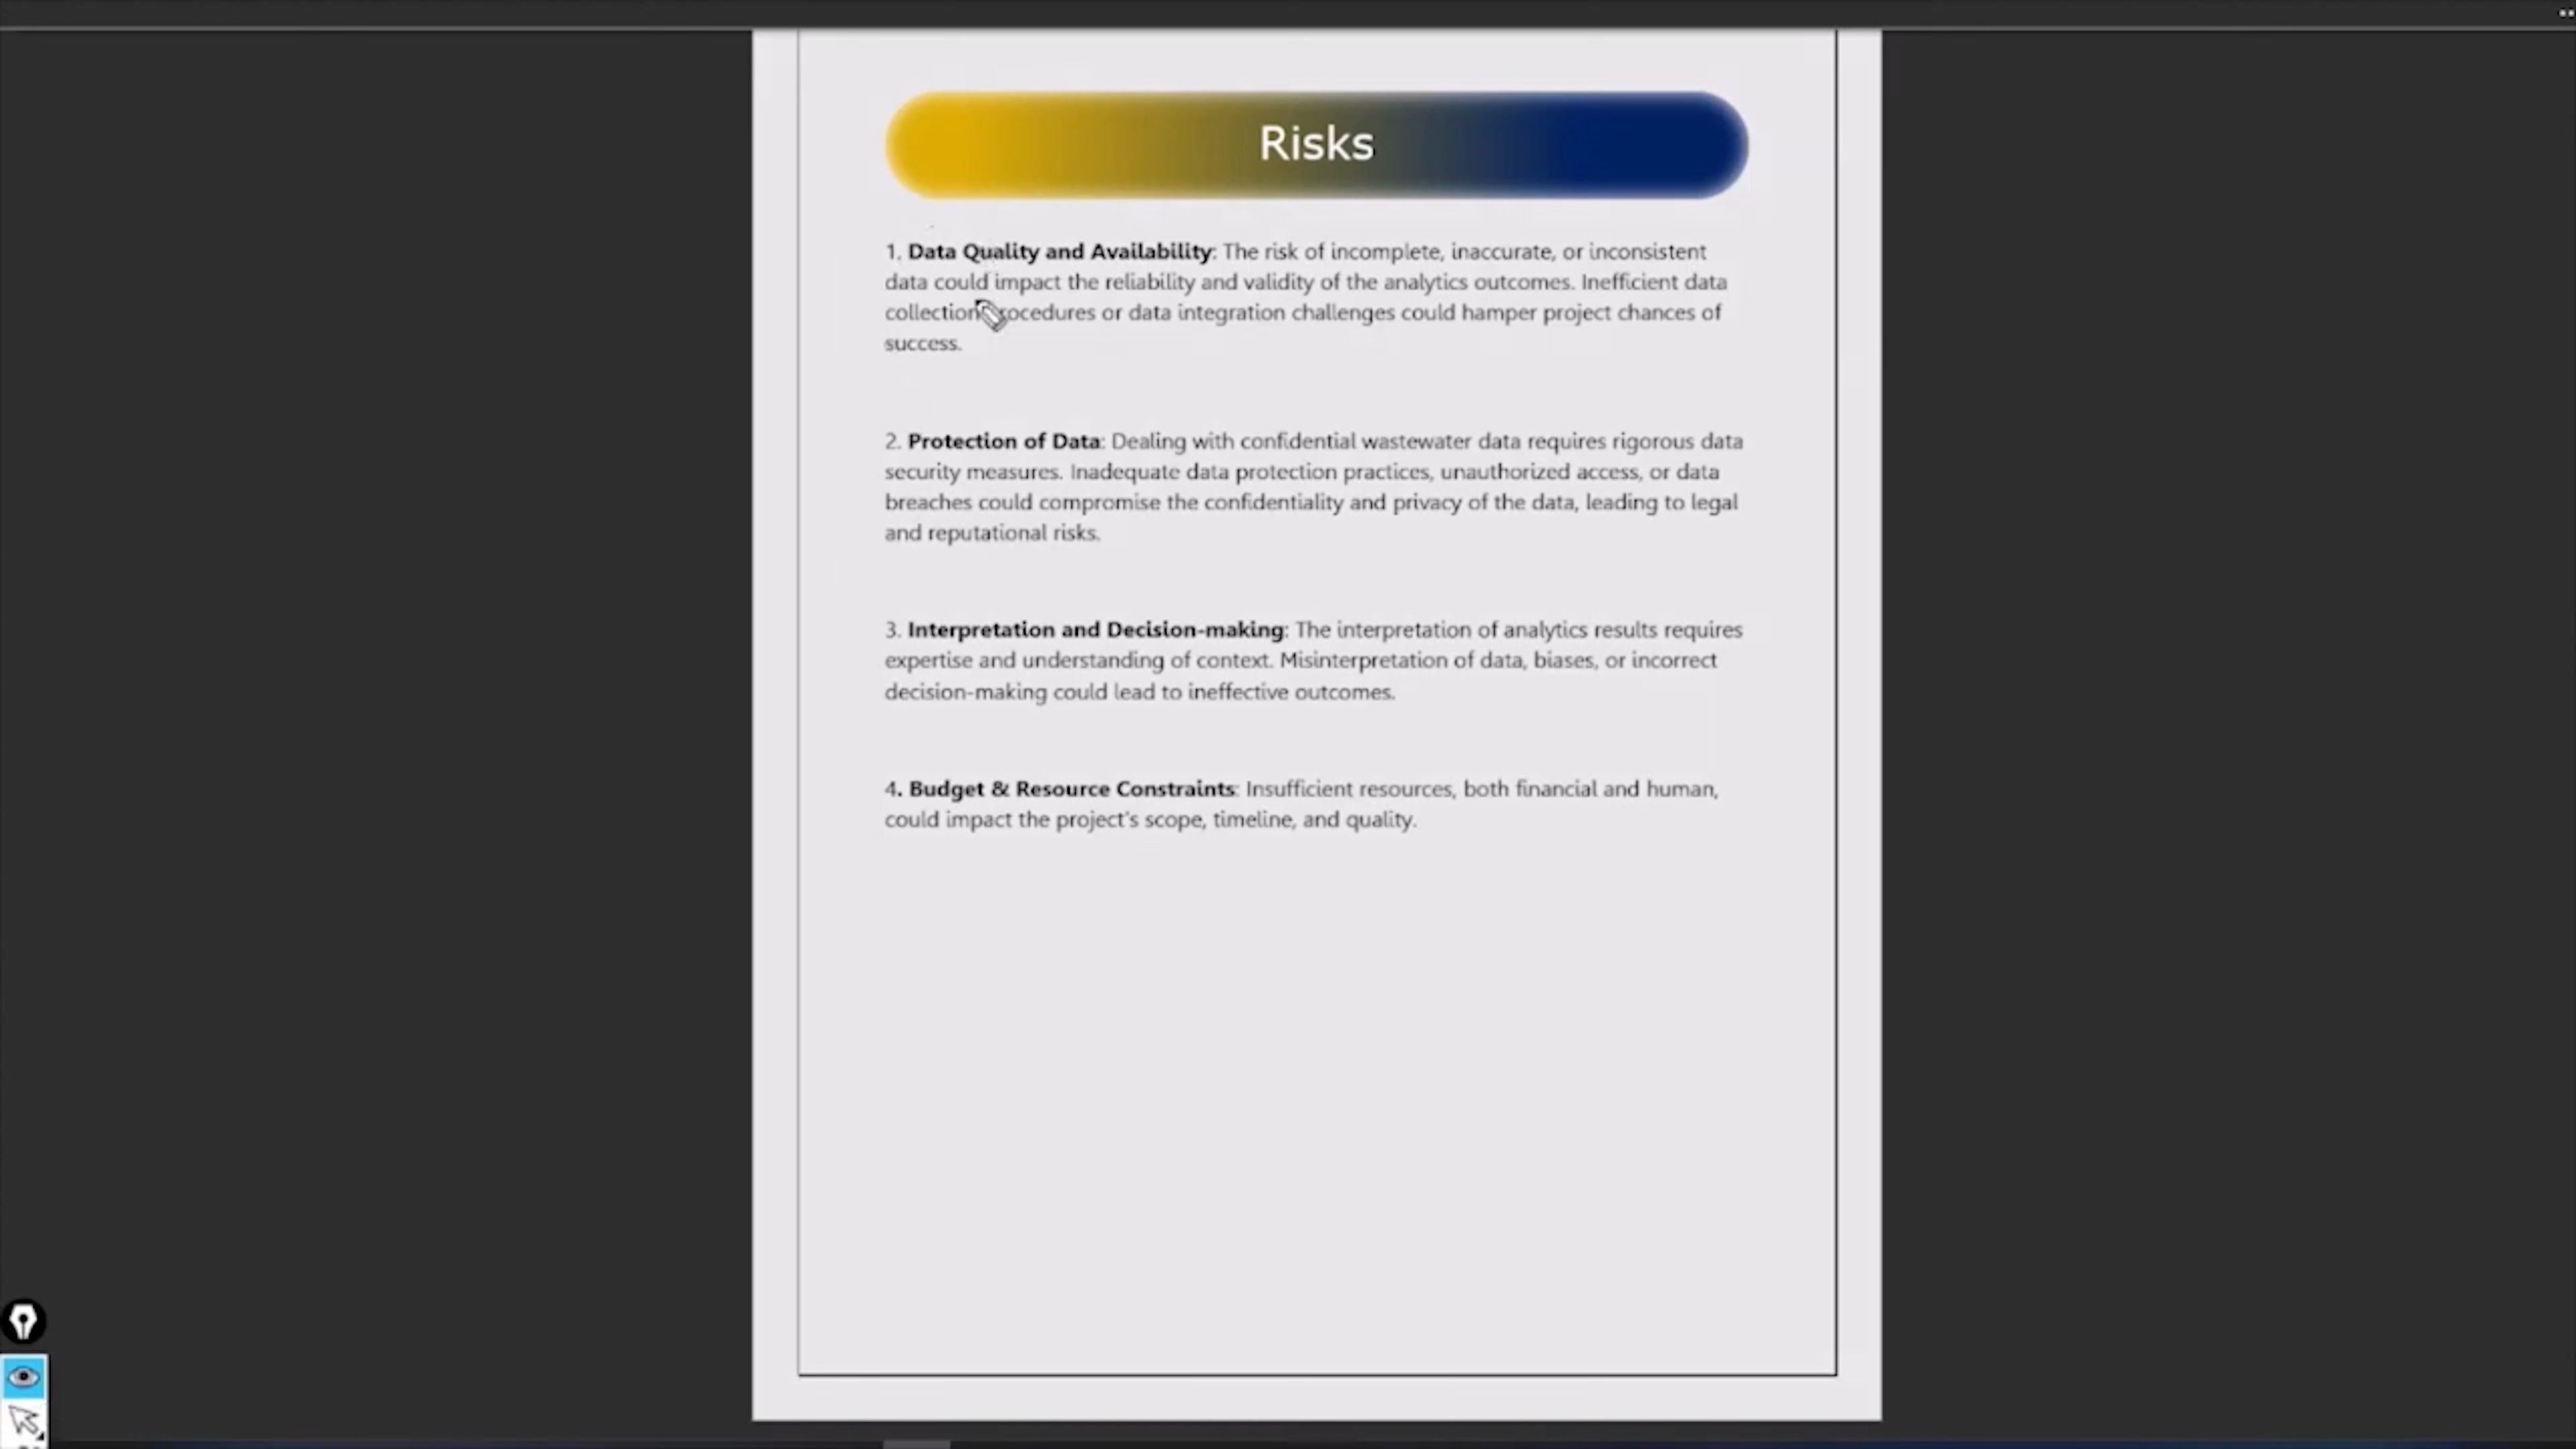 Risks
1. Data Quality and Availability: The risk of incomplete, inaccurate, or inconsistent
data could impact the reliability and validity of the analytics outcomes. Inefficient data
collection procedures or data integration challenges could hamper project chances of
success.
2. Protection of Data: Dealing with confidential wastewater data requires rigorous data
security measures. Inadequate data protection practices, unauthorized access, or data
breaches could compromise the confidentiality and privacy of the data, leading to legal
and reputational risks.
3. Interpretation and Decision-making: The interpretation of analytics results requires
expertise and understanding of context. Misinterpretation of data, biases, or incorrect
decision-making could lead to ineffective outcomes.
4. Budget & Resource Constraints: Insufficient resources, both financial and human,
could impact the project's scope, timeline, and quality.